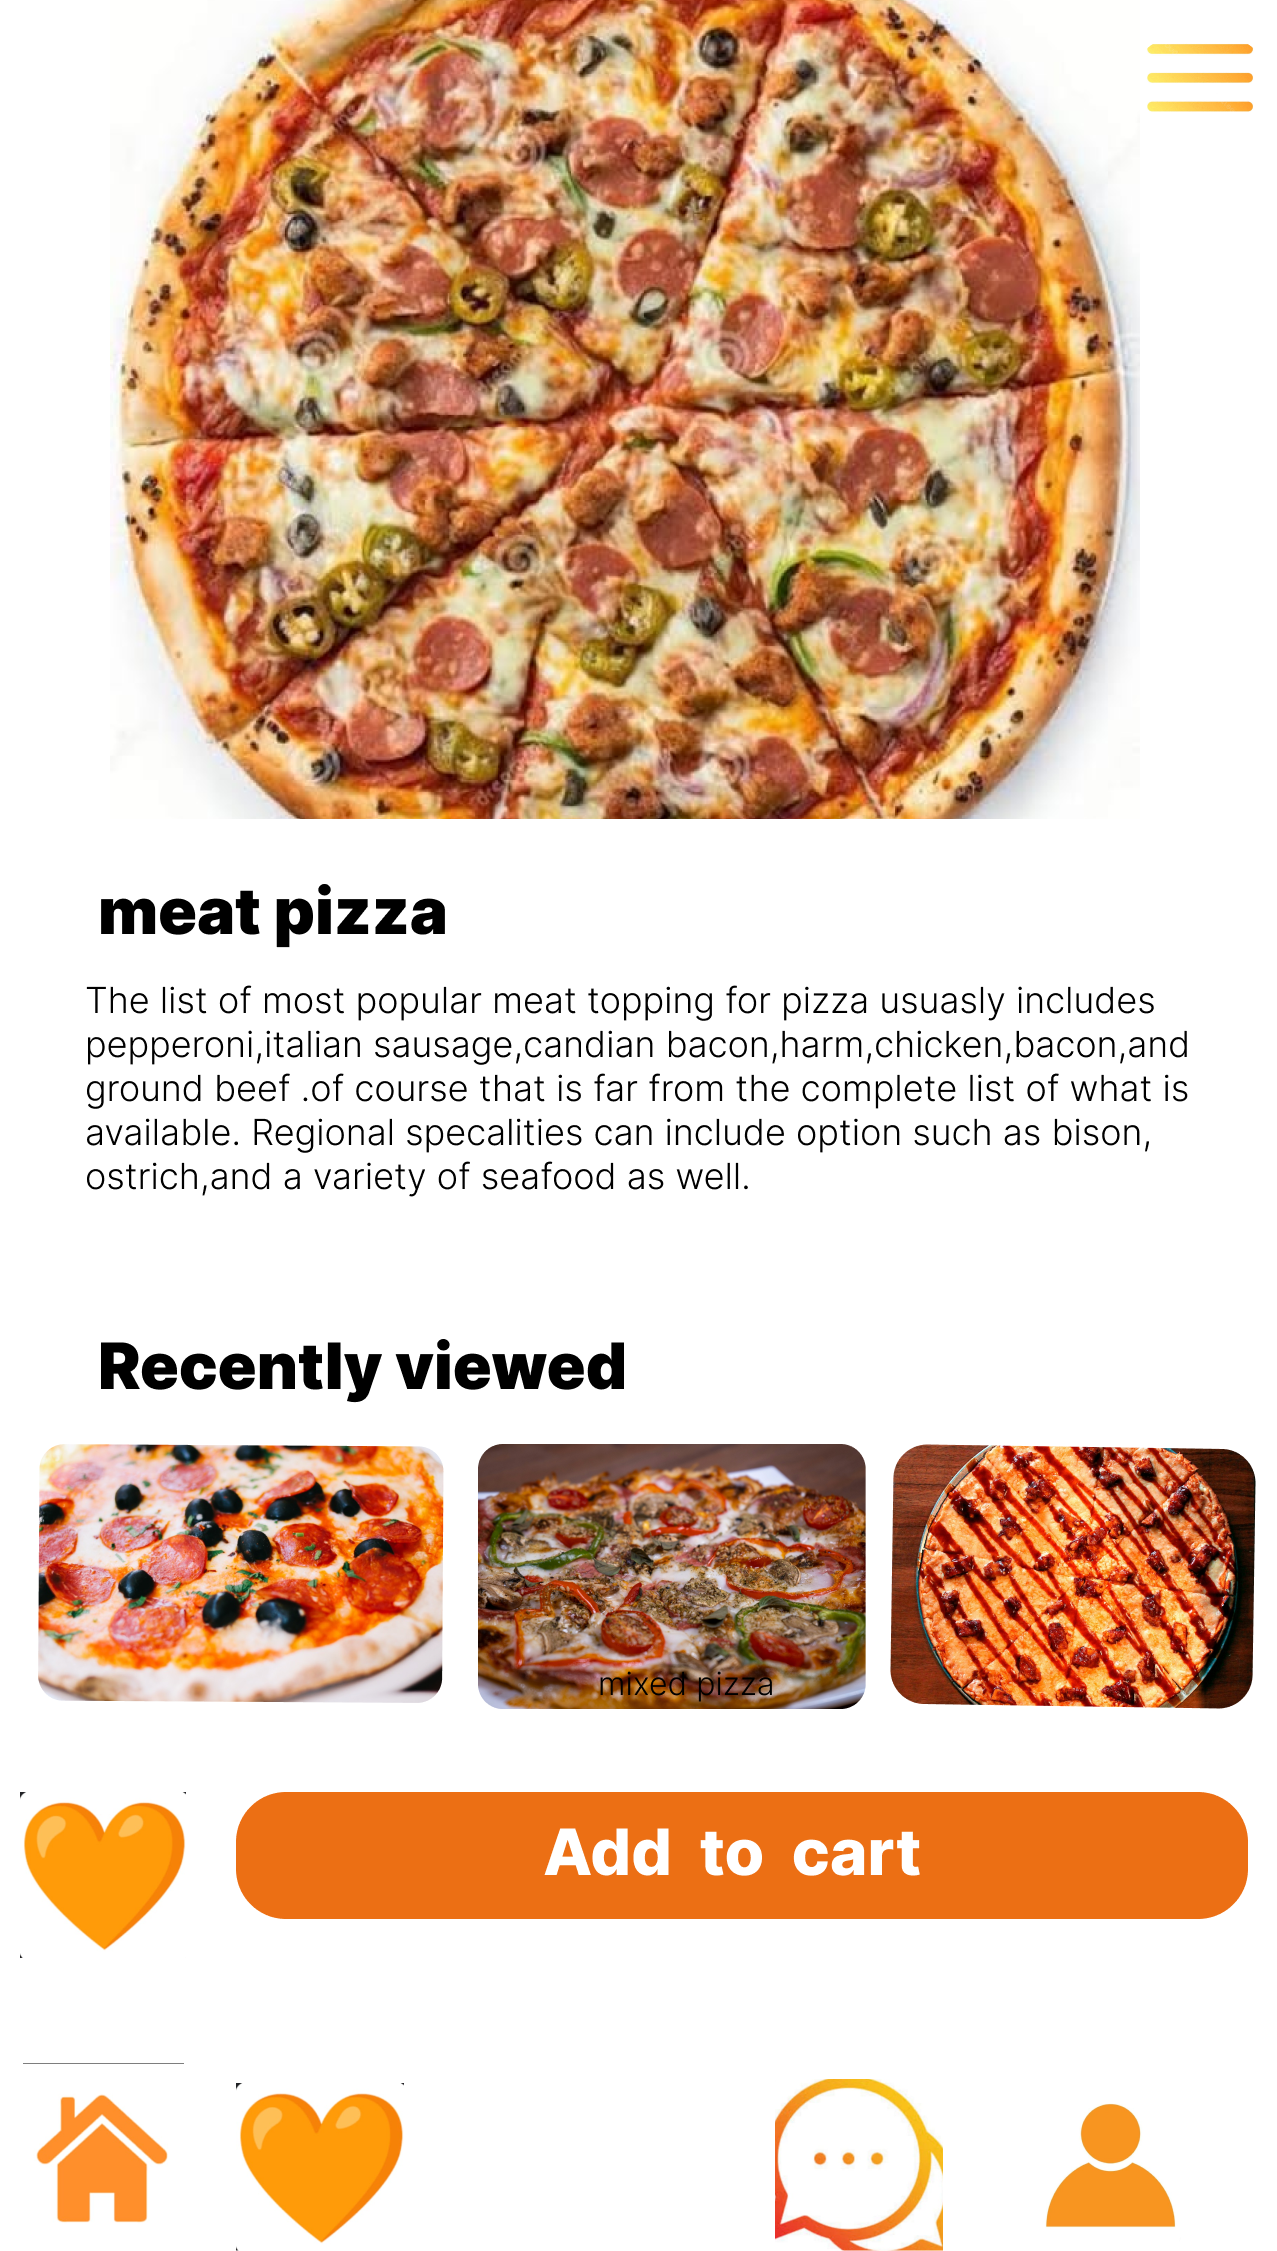 meat pizza
The list of most popular meat topping for pizza usuasly includes
pepperoni,italian sausage,candian bacon,harm,chicken,bacon,and
ground beef .of course that is far from the complete list of what is
available. Regional specalities can include option such as bison,
ostrich,and a variety of seafood as well.
Recently viewed
mixed pizza
Add to cart